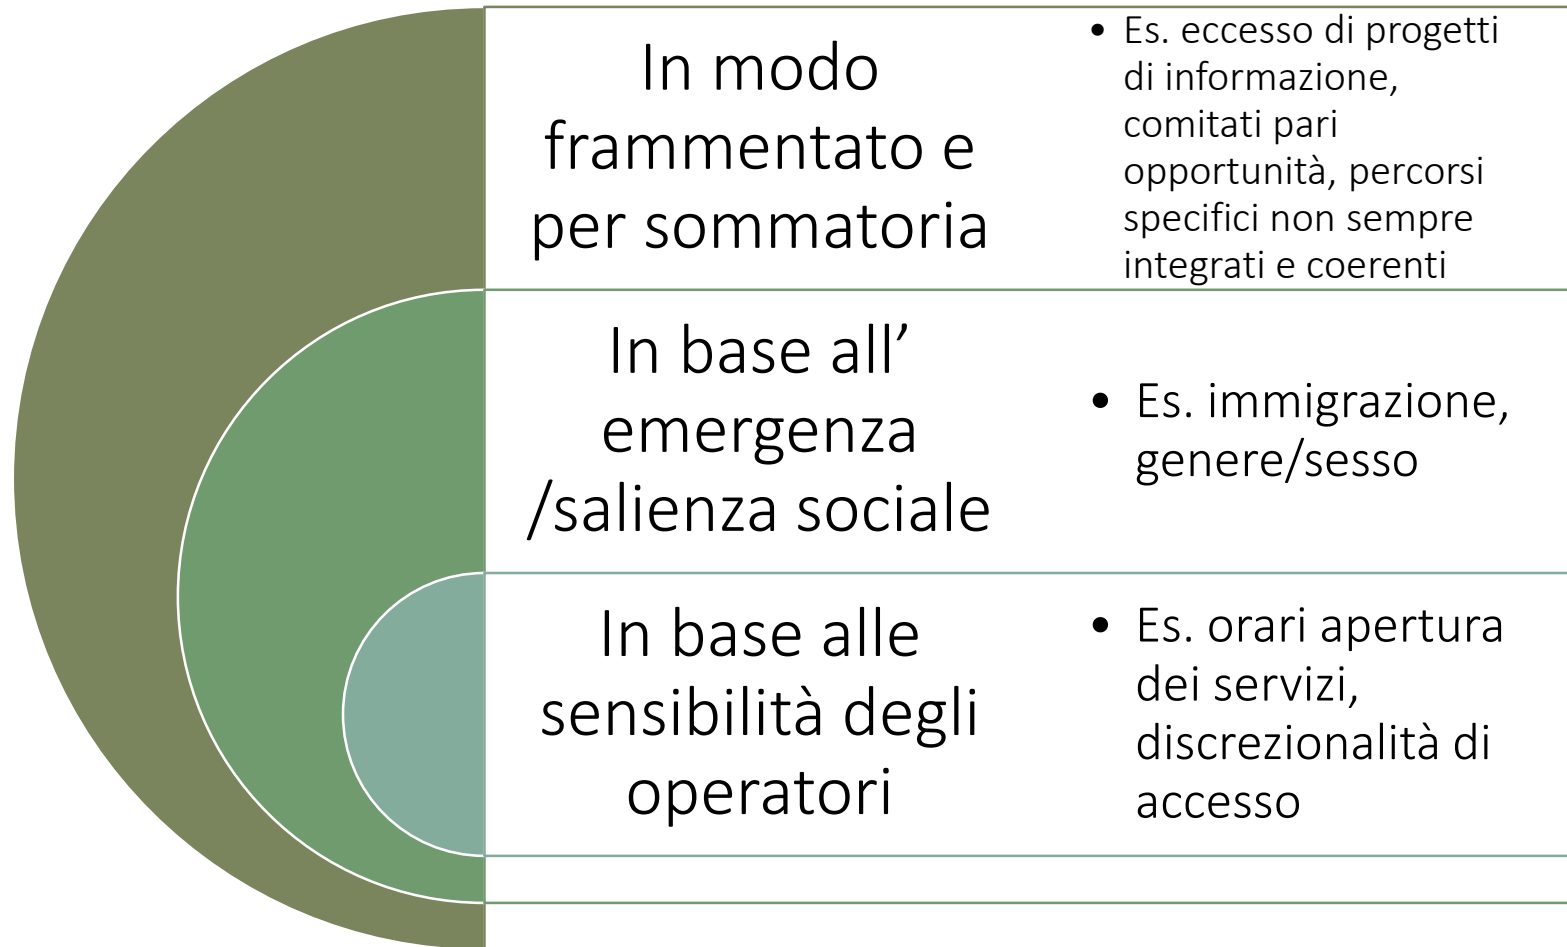 In modo
frammentato e
per sommatoria
• Es. eccesso di progetti
di informazione,
comitati pari
opportunità, percorsi
specifici non sempre
integrati e coerenti
In base all’
emergenza
/salienza sociale
• Es. immigrazione,
genere/sesso
In base alle
sensibilità degli
operatori
• Es. orari apertura
dei servizi,
discrezionalità di
accesso